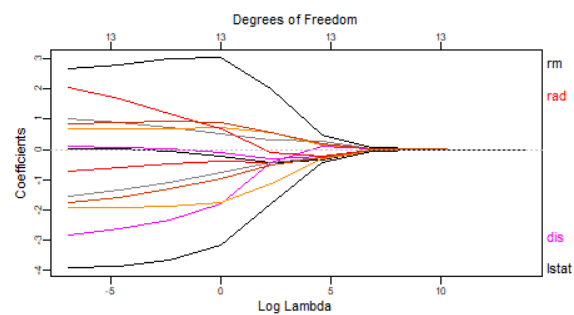 Degrees of Freedom
13 13 13 13
Coefficients
3
2
1
0
-1
-2
-3
-4
rm
rad
dis
lstat
-5 0 5 10
Log Lambda